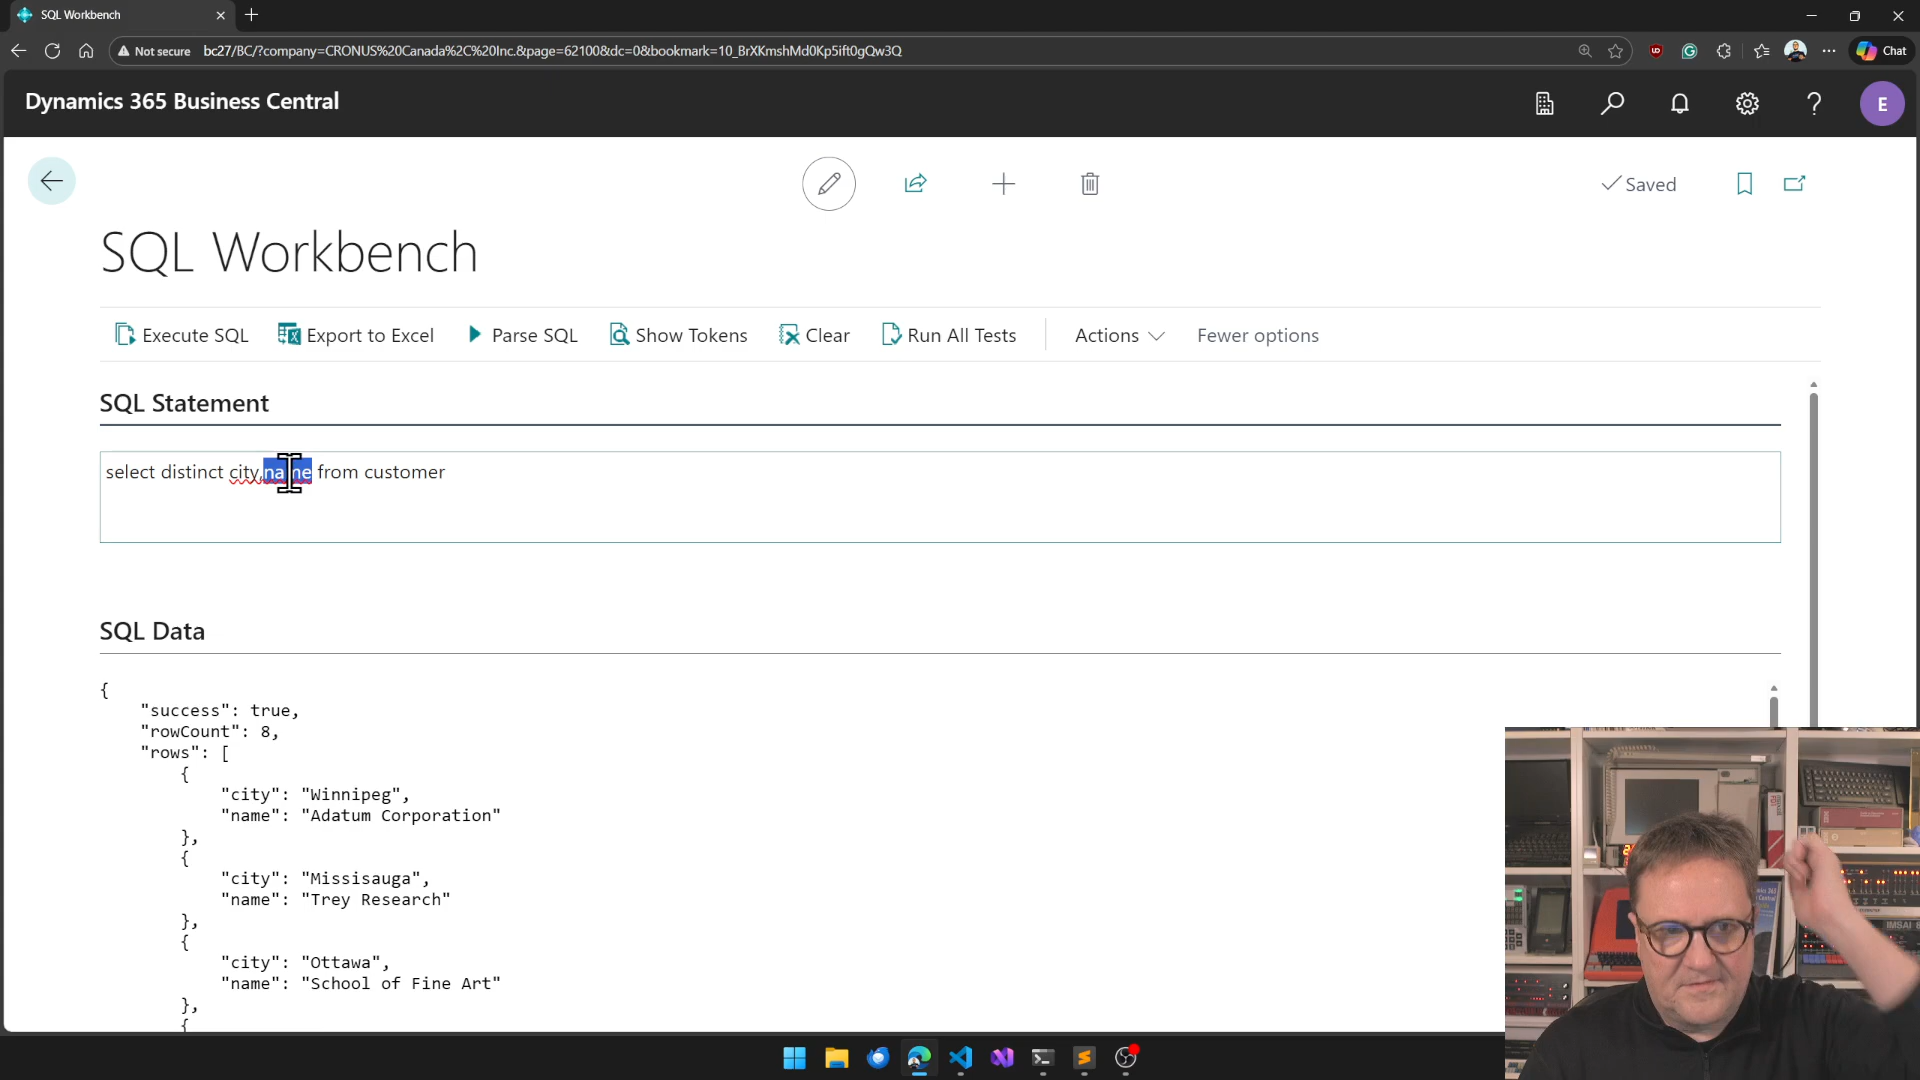 SQL Workbench
Not secure bc27/BC/?company=CRONUS%20Canada%2C%20Inc.&page=62100&dc=0&bookmark=10_BrXKmshMd0Kp5ift0gQw3Q
Chat
Dynamics 365 Business Central
E
Saved
SQL Workbench
Execute SQL Export to Excel Parse SQL Show Tokens Clear Run All Tests Actions Fewer options
SQL Statement
select distinct city,name from customer
SQL Data
{
"success": true,
"rowCount": 8,
"rows": [
{
"city": "Winnipeg",
"name": "Adatum Corporation"
},
{
"city": "Missisauga",
"name": "Trey Research"
},
{
"city": "Ottawa",
"name": "School of Fine Art"
},
{